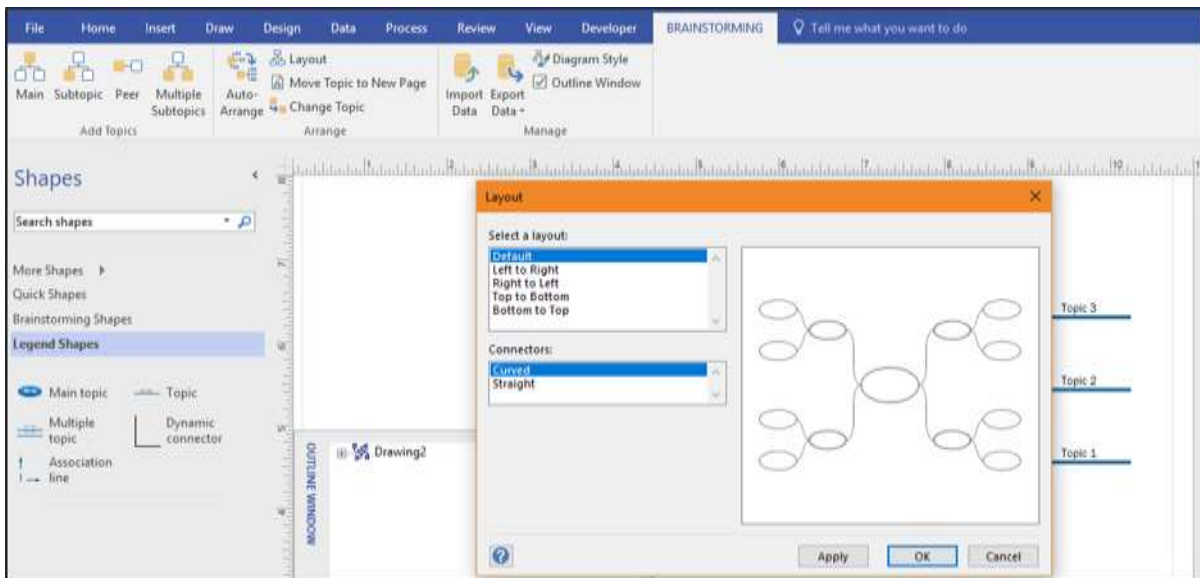 File Home Insert Draw Design Data Process Review View Developer BRAINSTORMING Tell me what you want to do
Main Subtopic Peer Multiple Subtopics
Add Topics
Auto-Arrange
Layout
Move Topic to New Page
Change Topic
Arrange
Import Data
Export Data
Diagram Style
Outline Window
Manage
Shapes
Search shapes
More Shapes
Quick Shapes
Brainstorming Shapes
Legend Shapes
Main topic
Topic
Multiple topic
Dynamic connector
Association line
OUTLINE WINDOW
Drawing2
Layout
Select a layout:
Default
Left to Right
Right to Left
Top to Bottom
Bottom to Top
Connectors:
Curved
Straight
Apply OK Cancel
Topic 3
Topic 2
Topic 1